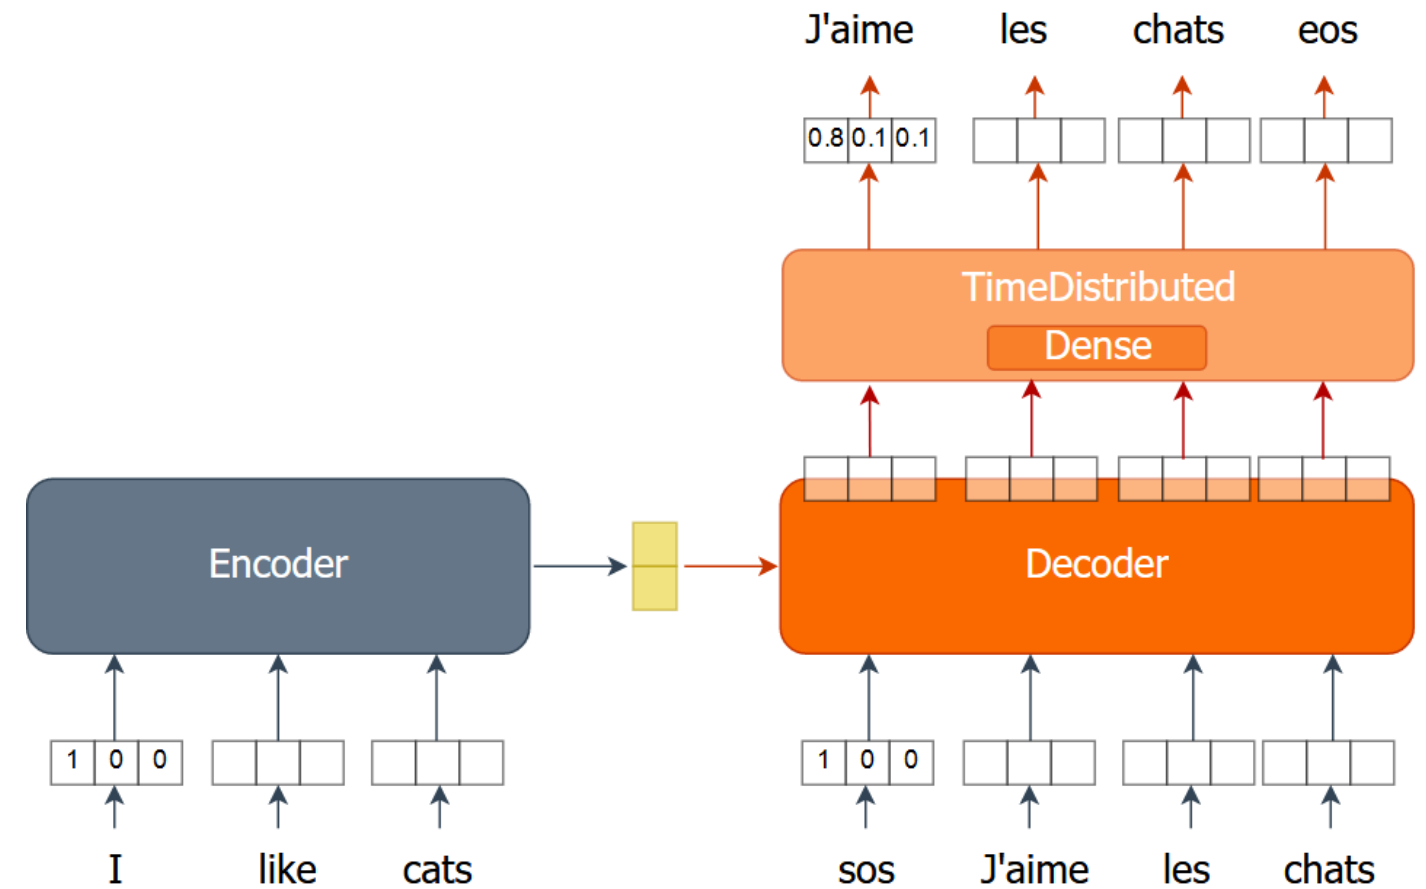 J'aime les chats eos
0.8 0.1 0.1
TimeDistributed
Dense
Encoder
Decoder
1 0 0
1 0 0
I like cats
sos J'aime les chats